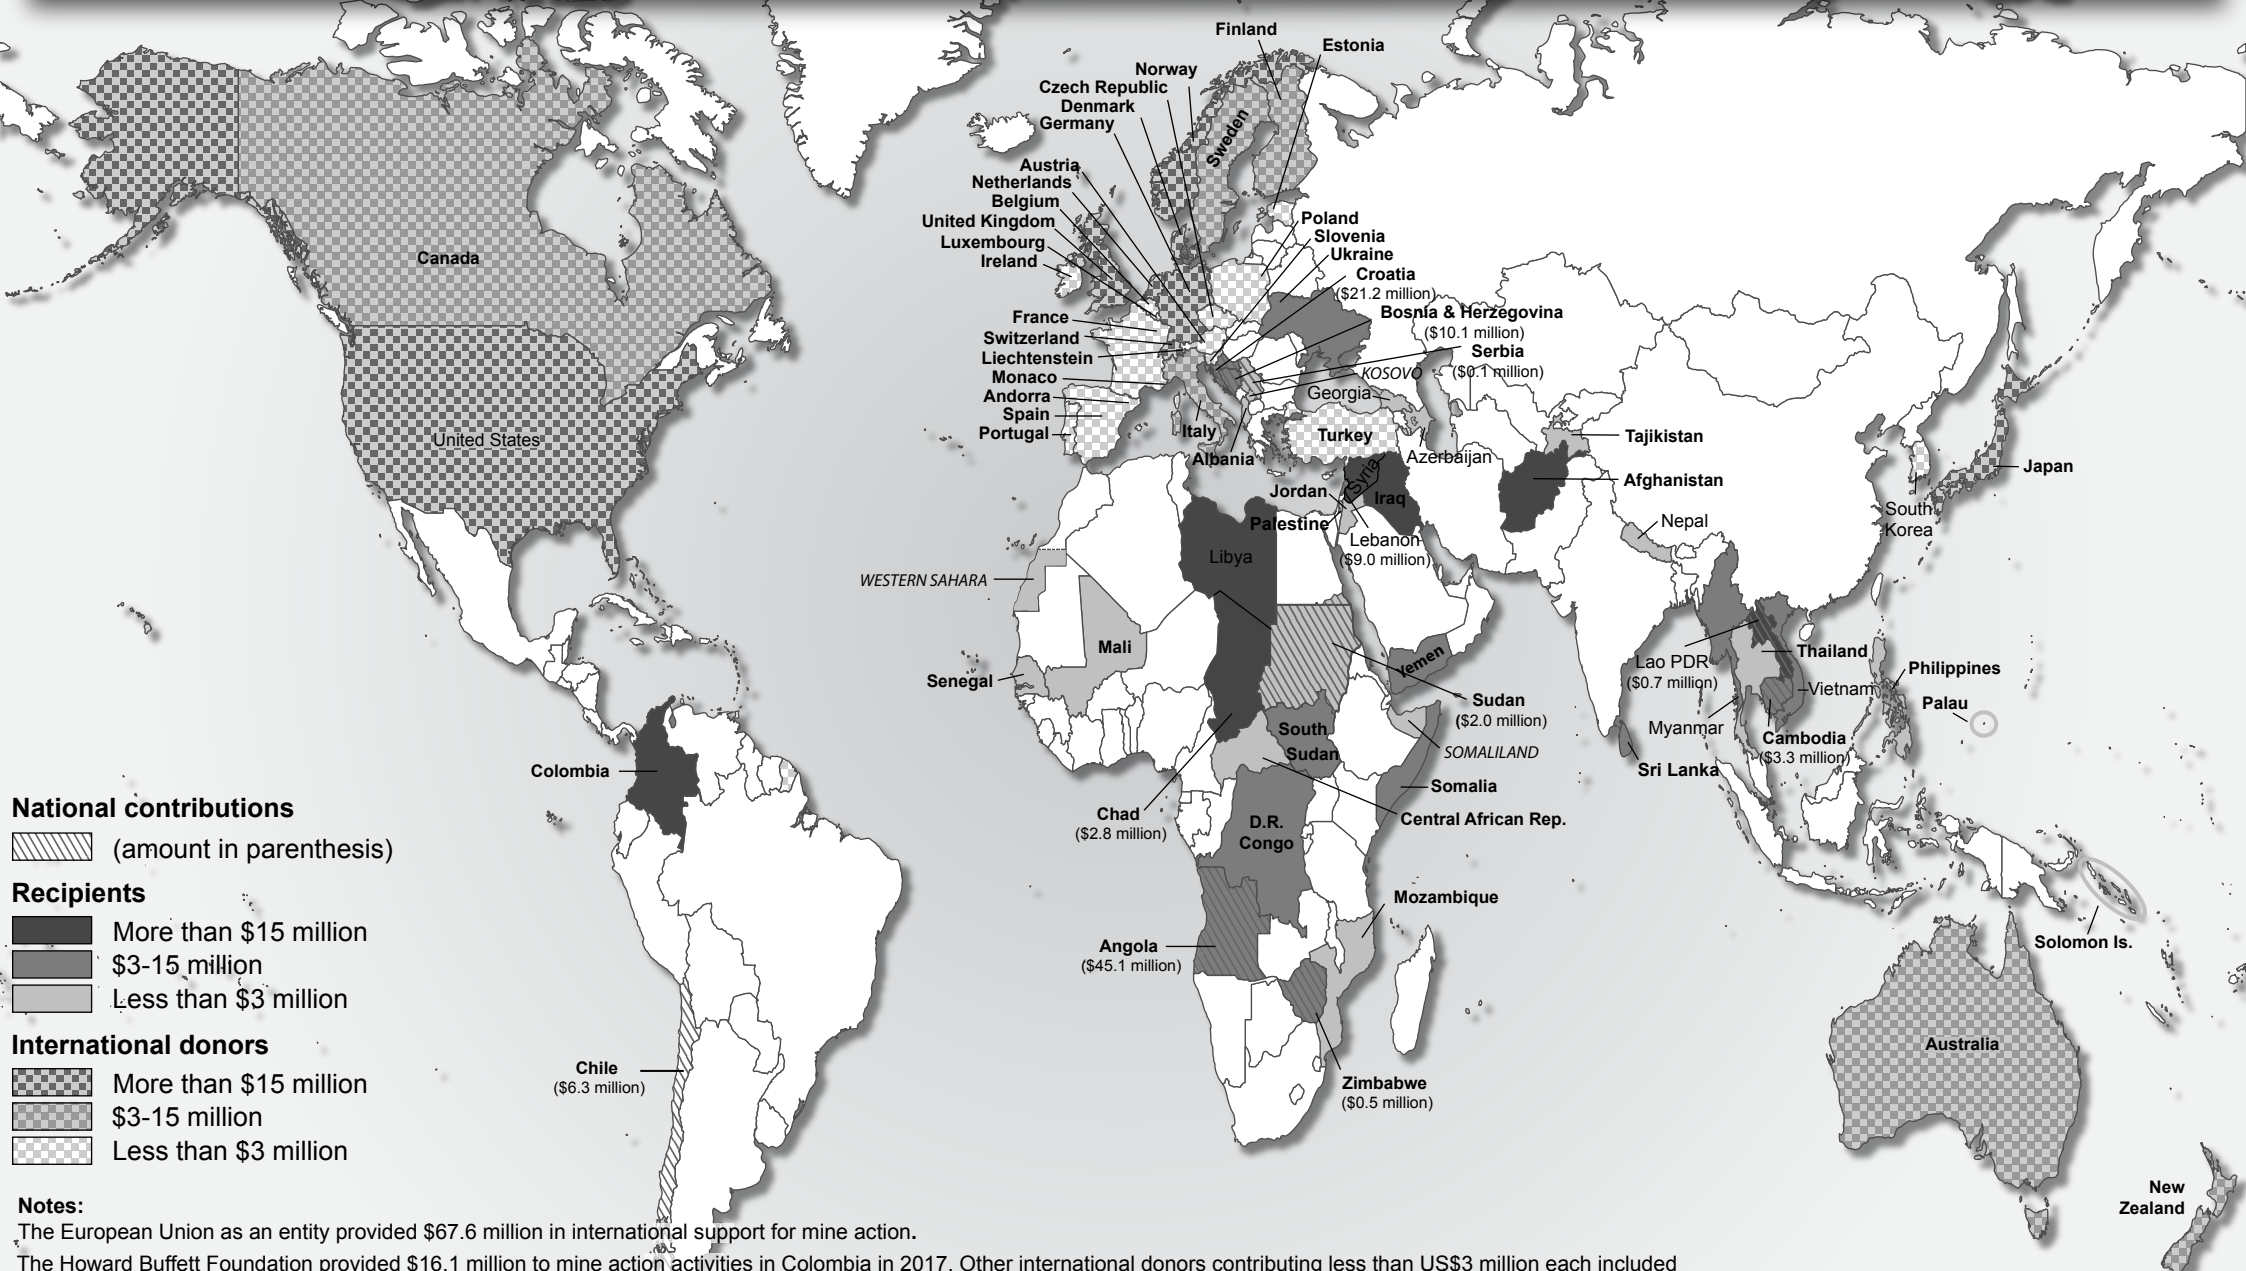 Finland
Estonia
Norway
Czech Republic
Denmark
Germany
Sweden
Austria
Netherlands
Belgium
United Kingdom
Luxembourg
Ireland
Poland
Slovenia
Ukraine
Croatia
($21.2 million)
Bosnia & Herzegovina
($10.1 million)
Serbia
($0.1 million)
KOSOVO
Georgia
France
Switzerland
Liechtenstein
Monaco
Andorra
Spain
Portugal
Italy
Albania
Turkey
Azerbaijan
Canada
United States
Tajikistan
Afghanistan
Japan
South
Korea
Nepal
Syria
Iraq
Jordan
Palestine
Lebanon
($9.0 million)
Libya
WESTERN SAHARA
Mali
Senegal
Yemen
Sudan
($2.0 million)
South
Sudan
SOMALILAND
Somalia
Central African Rep.
Chad
($2.8 million)
D.R.
Congo
Mozambique
Angola
($45.1 million)
Zimbabwe
($0.5 million)
Lao PDR
($0.7 million)
Thailand
Vietnam
Myanmar
Cambodia
($3.3 million)
Sri Lanka
Philippines
Palau
Solomon Is.
Australia
New
Zealand
Colombia
Chile
($6.3 million)
National contributions
(amount in parenthesis)
Recipients
More than $15 million
$3-15 million
Less than $3 million
International donors
More than $15 million
$3-15 million
Less than $3 million
Notes:
The European Union as an entity provided $67.6 million in international support for mine action.
The Howard Buffett Foundation provided $16.1 million to mine action activities in Colombia in 2017. Other international donors contributing less than US$3 million each included